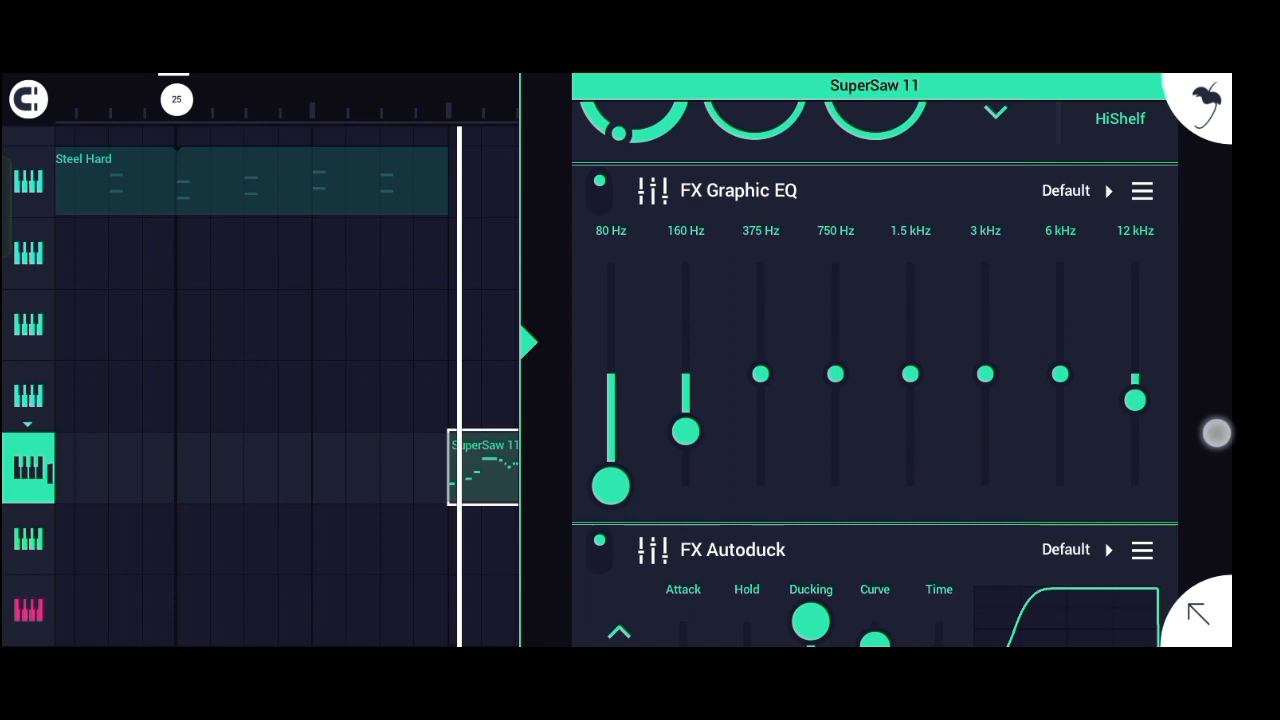 SuperSaw 11
25
HiShelf
Steel Hard
FX Graphic EQ
Default
80 Hz 160 Hz 375 Hz 750 Hz 1.5 kHz 3 kHz 6 kHz 12 kHz
SuperSaw 11
FX Autoduck
Default
Attack Hold Ducking Curve Time